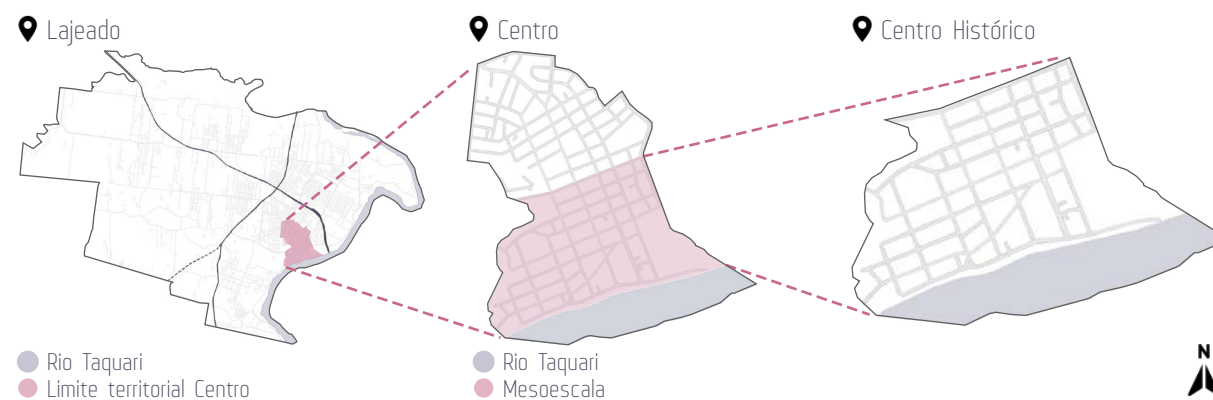 Lajeado
Centro
Centro Histórico
Rio Taquari
Limite territorial Centro
Rio Taquari
Mesoescala
N